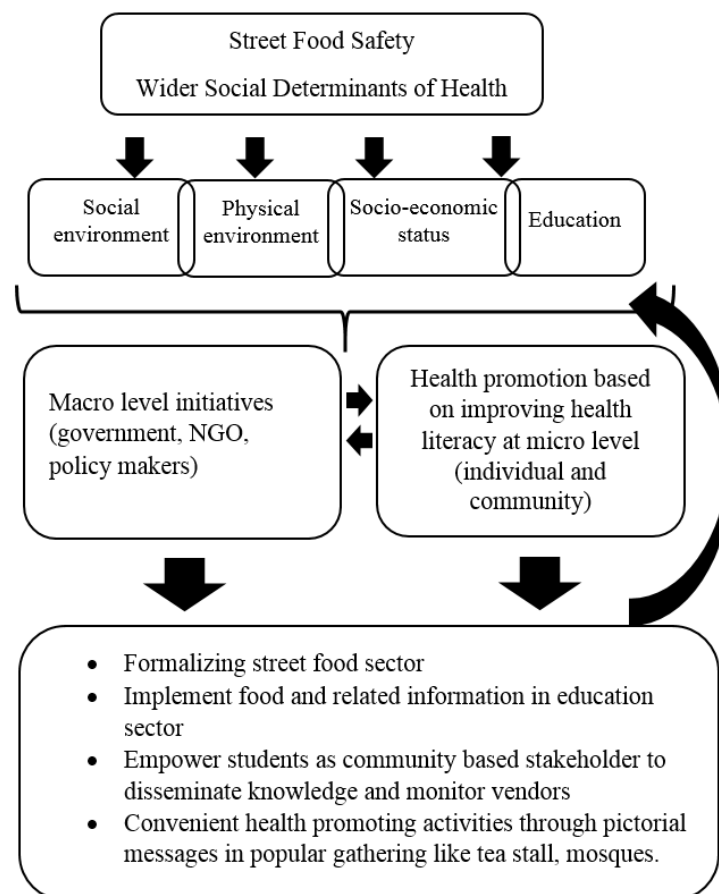 Street Food Safety
Wider Social Determinants of Health
Social
environment
Physical
environment
Socio-economic
status
Education
Macro level initiatives
(government, NGO,
policy makers)
Health promotion based
on improving health
literacy at micro level
(individual and
community)
• Formalizing street food sector
• Implement food and related information in education
sector
• Empower students as community based stakeholder to
disseminate knowledge and monitor vendors
• Convenient health promoting activities through pictorial
messages in popular gathering like tea stall, mosques.